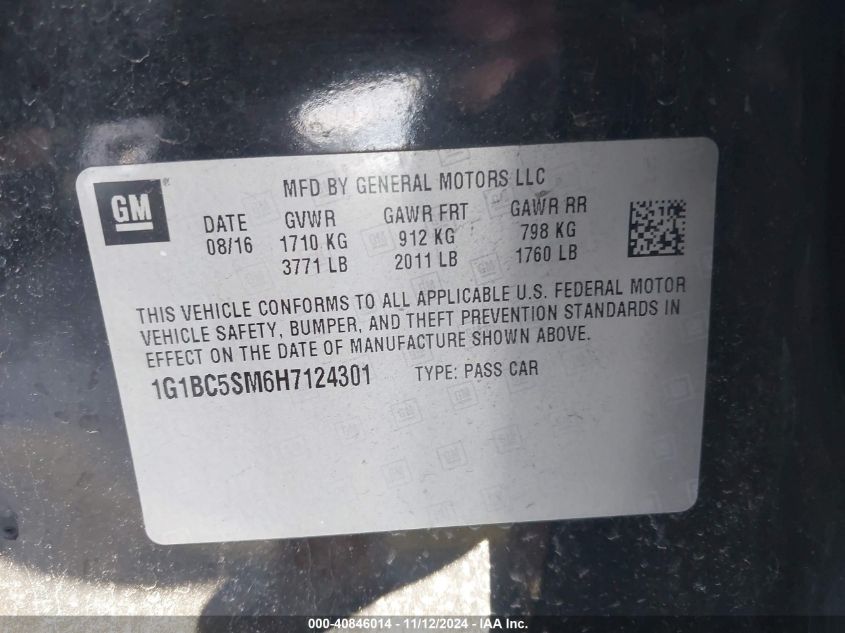 GM
MFD BY GENERAL MOTORS LLC
DATE GVWR GAWR FRT GAWR RR
08/16 1710 KG 912 KG 798 KG
3771 LB 2011 LB 1760 LB
THIS VEHICLE CONFORMS TO ALL APPLICABLE U.S. FEDERAL MOTOR
VEHICLE SAFETY, BUMPER, AND THEFT PREVENTION STANDARDS IN
EFFECT ON THE DATE OF MANUFACTURE SHOWN ABOVE.
1G1BC5SM6H7124301 TYPE: PASS CAR
000-40846014 - 11/12/2024 - IAA Inc.